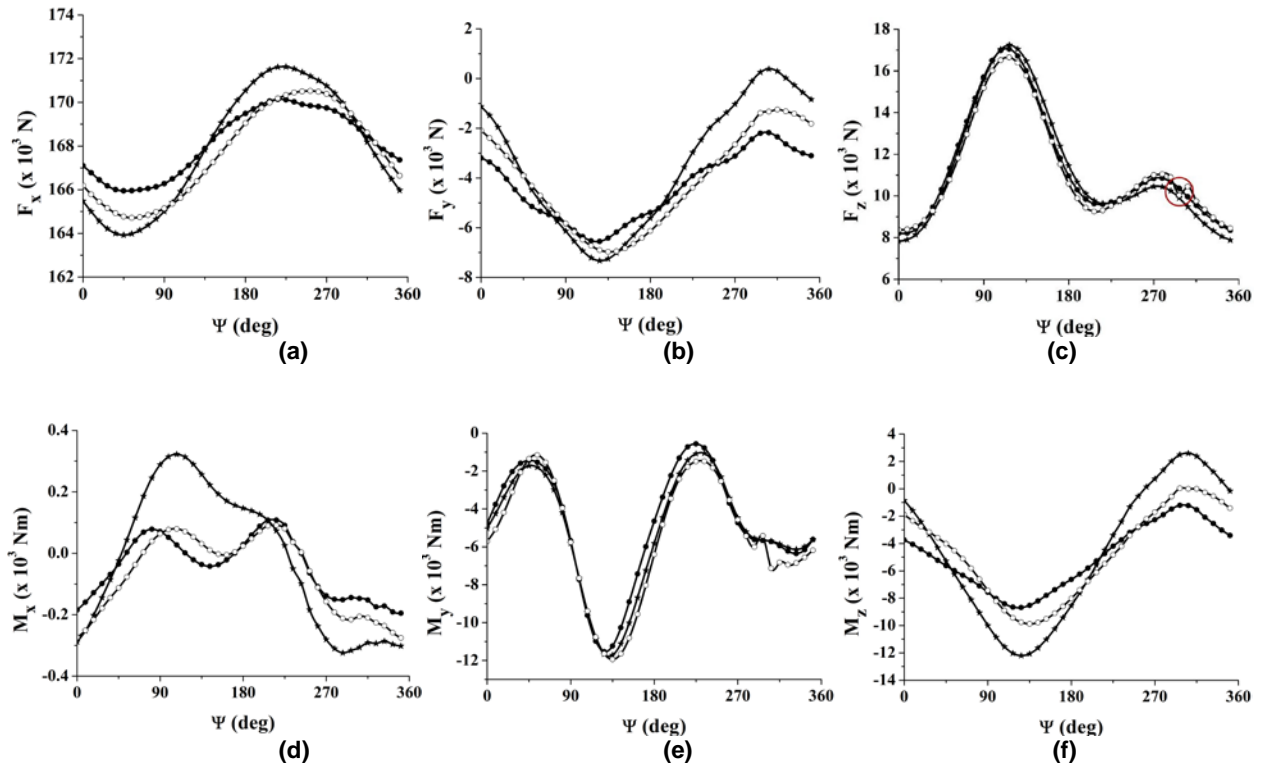 174
172
170
168
166
164
162
F_x (x 10^3 N)
0 90 180 270 360
Ψ (deg)
(a)
2
0
-2
-4
-6
-8
F_y (x 10^3 N)
0 90 180 270 360
Ψ (deg)
(b)
18
16
14
12
10
8
6
F_z (x 10^3 N)
0 90 180 270 360
Ψ (deg)
(c)
0.4
0.2
0.0
-0.2
-0.4
M_x (x 10^3 Nm)
0 90 180 270 360
Ψ (deg)
(d)
0
-2
-4
-6
-8
-10
-12
M_y (x 10^3 Nm)
0 90 180 270 360
Ψ (deg)
(e)
4
2
0
-2
-4
-6
-8
-10
-12
-14
M_z (x 10^3 Nm)
0 90 180 270 360
Ψ (deg)
(f)